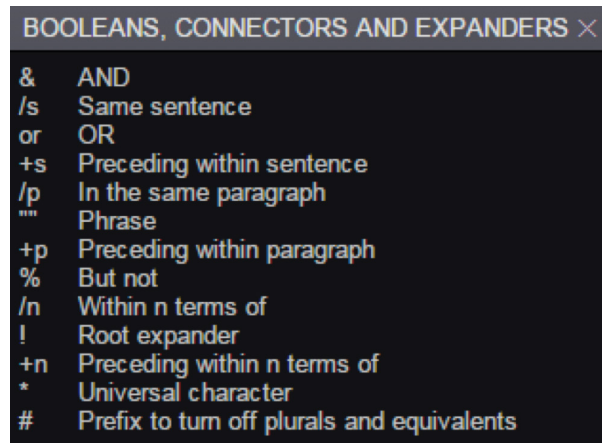 BOOLEANS, CONNECTORS AND EXPANDERS ×
& AND
/s Same sentence
or OR
+s Preceding within sentence
/p In the same paragraph
"" Phrase
+p Preceding within paragraph
% But not
/n Within n terms of
! Root expander
+n Preceding within n terms of
* Universal character
# Prefix to turn off plurals and equivalents